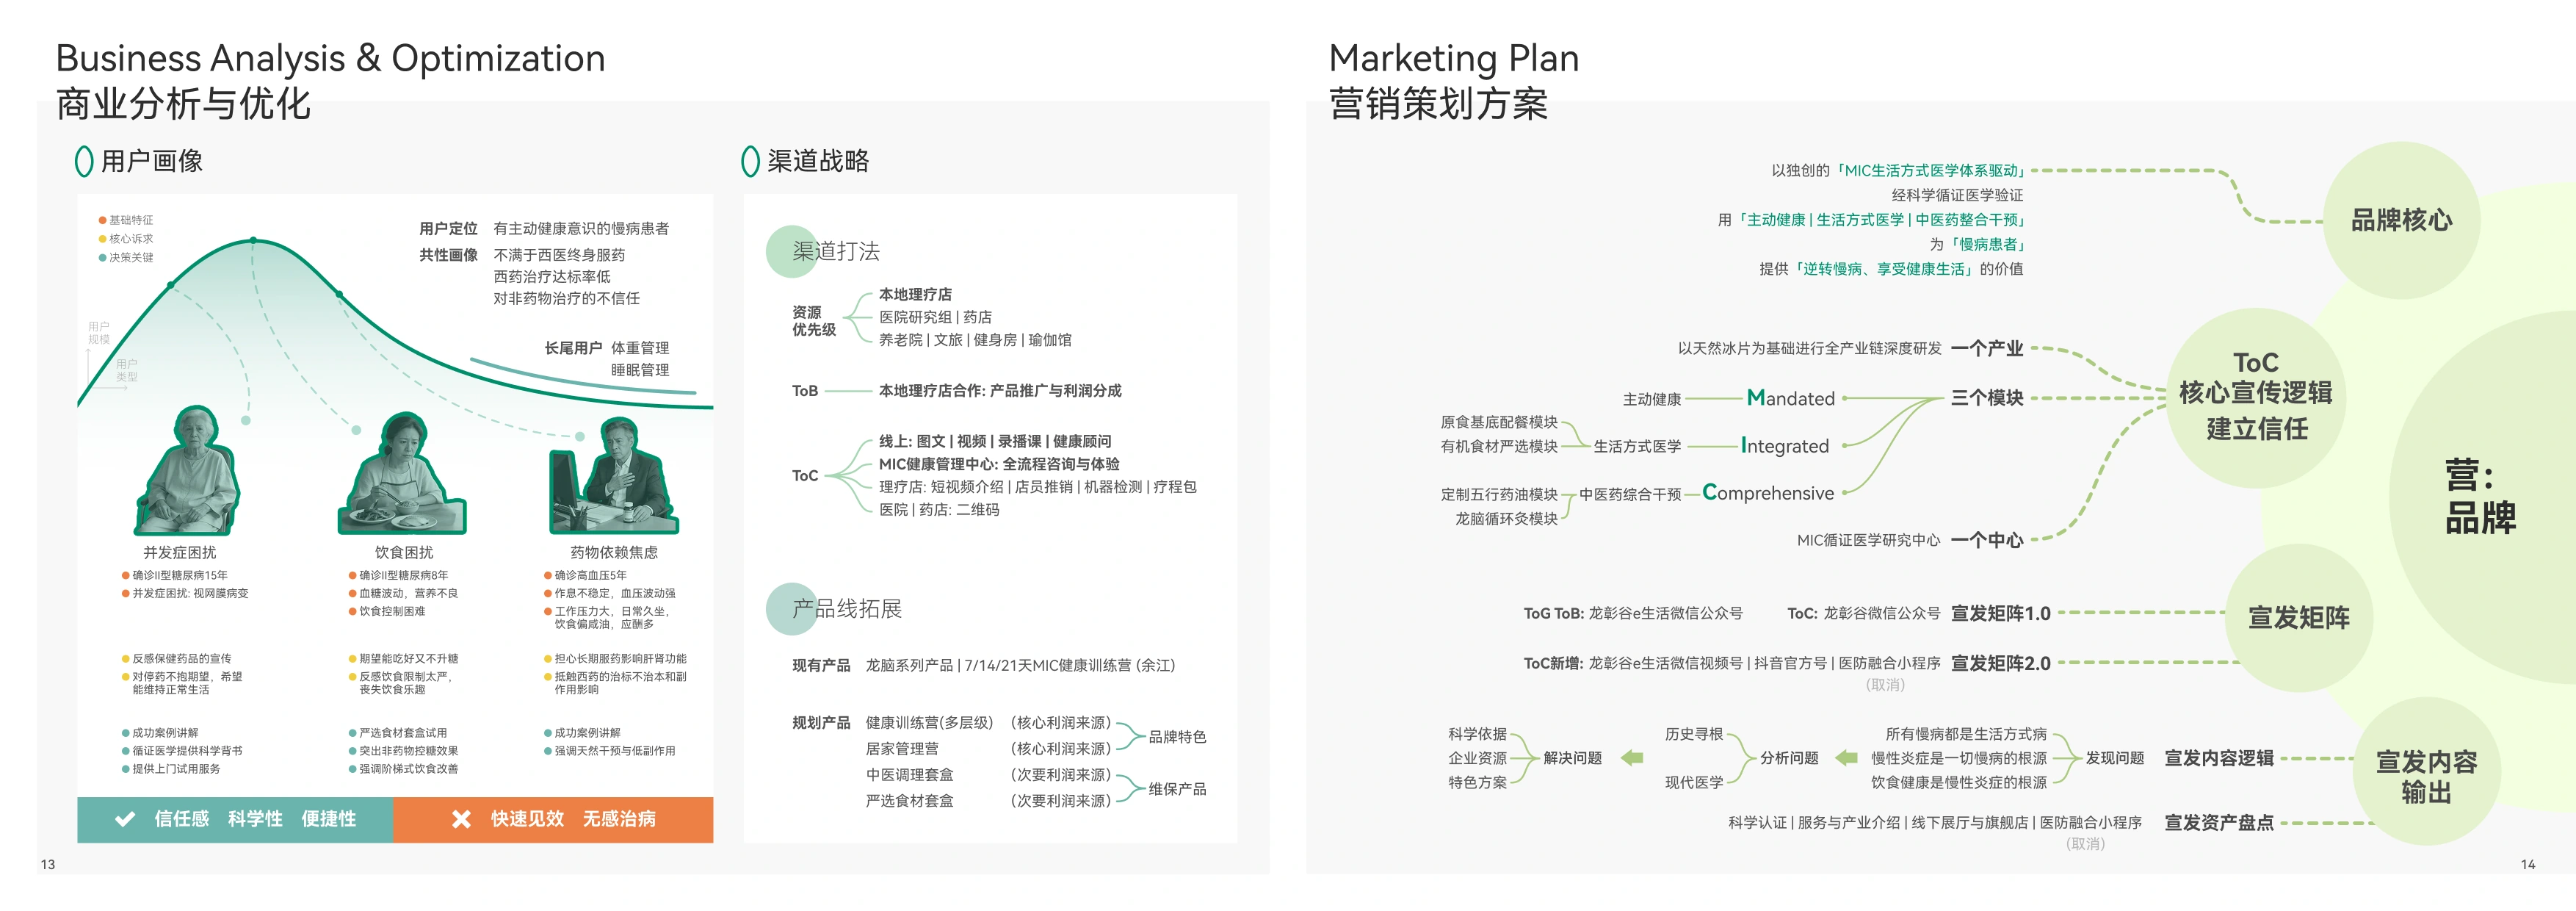 Business Analysis & Optimization
商业分析与优化
用户画像
基础特征
核心诉求
决策关键
用户定位 有主动健康意识的慢病患者
共性画像 不满于西医终身服药
西药治疗达标率低
对非药物治疗的不信任
用户
规模
用户
类型
长尾用户 体重管理
睡眠管理
并发症困扰
确诊II型糖尿病15年
并发症困扰: 视网膜病变
反感保健药品的宣传
对停药不抱期望，希望
能维持正常生活
成功案例讲解
循证医学提供科学背书
提供上门试用服务
饮食困扰
确诊II型糖尿病8年
血糖波动，营养不良
饮食控制困难
期望能吃好又不升糖
反感饮食限制太严，
丧失饮食乐趣
严选食材套盒试用
突出非药物控糖效果
强调阶梯式饮食改善
药物依赖焦虑
确诊高血压5年
作息不稳定，血压波动强
工作压力大，日常久坐，
饮食偏咸油，应酬多
担心长期服药影响肝肾功能
抵触西药的治标不治本和副
作用影响
成功案例讲解
强调天然干预与低副作用
信任感 科学性 便捷性
快速见效 无感治病
13
渠道战略
渠道打法
资源
优先级
本地理疗店
医院研究组 | 药店
养老院 | 文旅 | 健身房 | 瑜伽馆
ToB 本地理疗店合作: 产品推广与利润分成
ToC
线上: 图文 | 视频 | 录播课 | 健康顾问
MIC健康管理中心: 全流程咨询与体验
理疗店: 短视频介绍 | 店员推销 | 机器检测 | 疗程包
医院 | 药店: 二维码
产品线拓展
现有产品 龙脑系列产品 | 7/14/21天MIC健康训练营 (余江)
规划产品 健康训练营(多层级) （核心利润来源）
居家管理营 （核心利润来源）
品牌特色
中医调理套盒 （次要利润来源）
严选食材套盒 （次要利润来源）
维保产品
Marketing Plan
营销策划方案
以独创的「MIC生活方式医学体系驱动」
经科学循证医学验证
用「主动健康 | 生活方式医学 | 中医药整合干预」
为「慢病患者」
提供「逆转慢病、享受健康生活」的价值
品牌核心
以天然冰片为基础进行全产业链深度研发 一个产业
主动健康 Mandated 三个模块
原食基底配餐模块
有机食材严选模块
生活方式医学 Integrated
定制五行药油模块
龙脑循环灸模块
中医药综合干预 Comprehensive
MIC循证医学研究中心 一个中心
ToC
核心宣传逻辑
建立信任
营:
品牌
ToG ToB: 龙彰谷e生活微信公众号 ToC: 龙彰谷微信公众号 宣发矩阵1.0
ToC新增: 龙彰谷e生活微信视频号 | 抖音官方号 | 医防融合小程序 宣发矩阵2.0
（取消）
宣发矩阵
科学依据
企业资源
特色方案
解决问题
历史寻根
现代医学
分析问题
所有慢病都是生活方式病
慢性炎症是一切慢病的根源
饮食健康是慢性炎症的根源
发现问题
宣发内容逻辑
科学认证 | 服务与产业介绍 | 线下展厅与旗舰店 | 医防融合小程序 宣发资产盘点
（取消）
宣发内容
输出
14